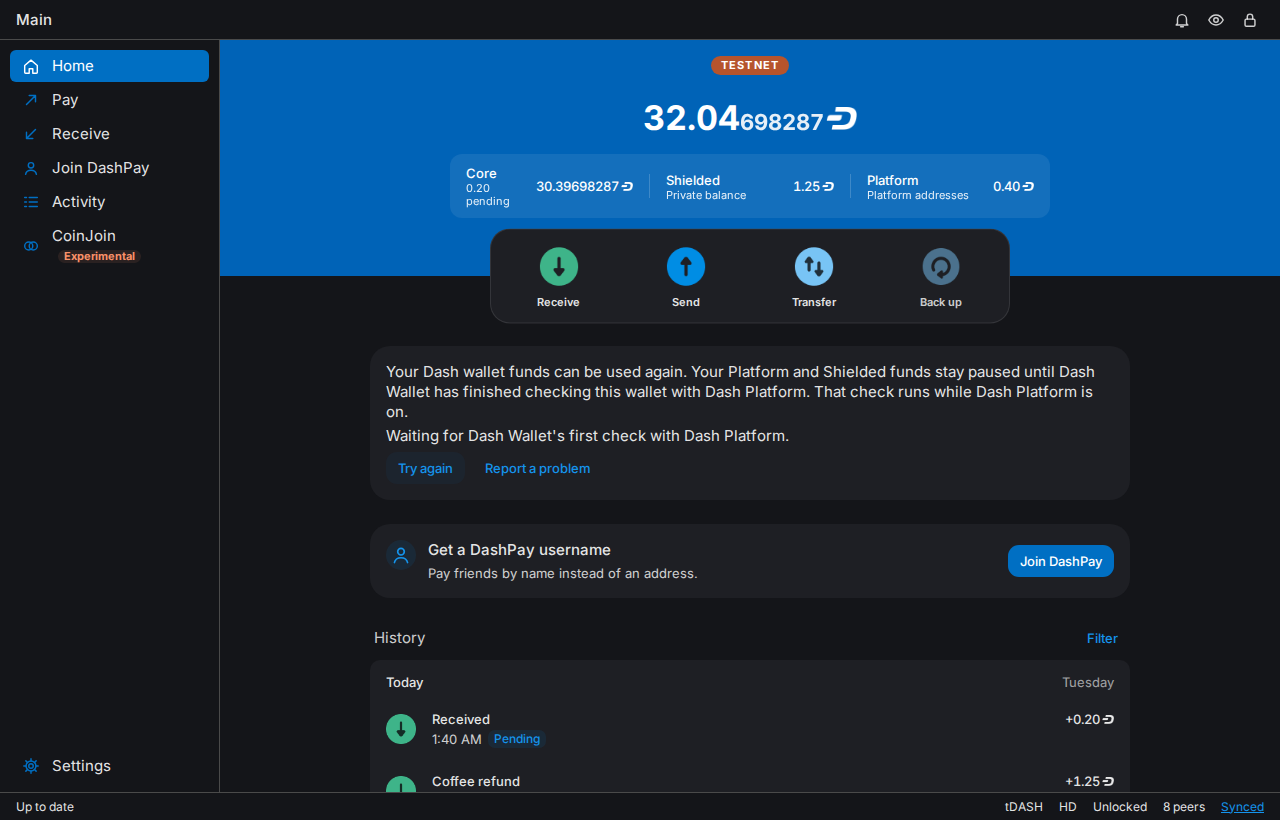 Main
Home
Pay
Receive
Join DashPay
Activity
CoinJoin
Experimental
Settings
TESTNET
32.04698287
Core
0.20
pending
30.39698287
Shielded
Private balance
1.25
Platform
Platform addresses
0.40
Receive
Send
Transfer
Back up
Your Dash wallet funds can be used again. Your Platform and Shielded funds stay paused until Dash
Wallet has finished checking this wallet with Dash Platform. That check runs while Dash Platform is
on.
Waiting for Dash Wallet's first check with Dash Platform.
Try again Report a problem
Get a DashPay username
Pay friends by name instead of an address.
Join DashPay
History Filter
Today Tuesday
Received +0.20
1:40 AM Pending
Coffee refund +1.25
Up to date tDASH HD Unlocked 8 peers Synced